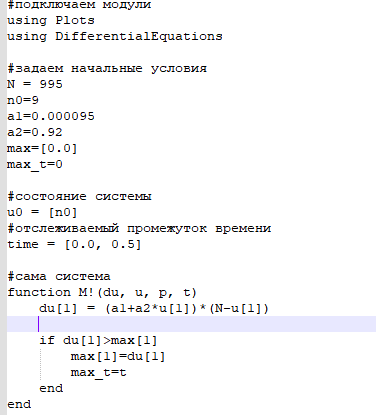 #подключаем модули
using Plots
using DifferentialEquations
#задаем начальные условия
N = 995
n0=9
a1=0.000095
a2=0.92
max=[0.0]
max_t=0
#состояние системы
u0 = [n0]
#отслеживаемый промежуток времени
time = [0.0, 0.5]
#сама система
function M!(du, u, p, t)
du[1] = (a1+a2*u[1])*(N-u[1])
if du[1]>max[1]
max[1]=du[1]
max_t=t
end
end